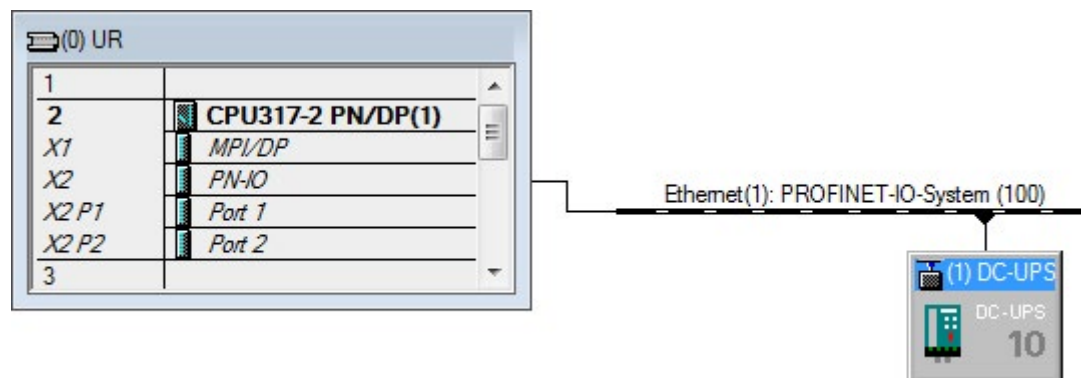 (0) UR
1
2 CPU317-2 PN/DP(1)
X1 MPI/DP
X2 PN-IO
X2 P1 Port 1
X2 P2 Port 2
3
Ethernet(1): PROFINET-IO-System (100)
(1) DC-UPS
DC-UPS
10